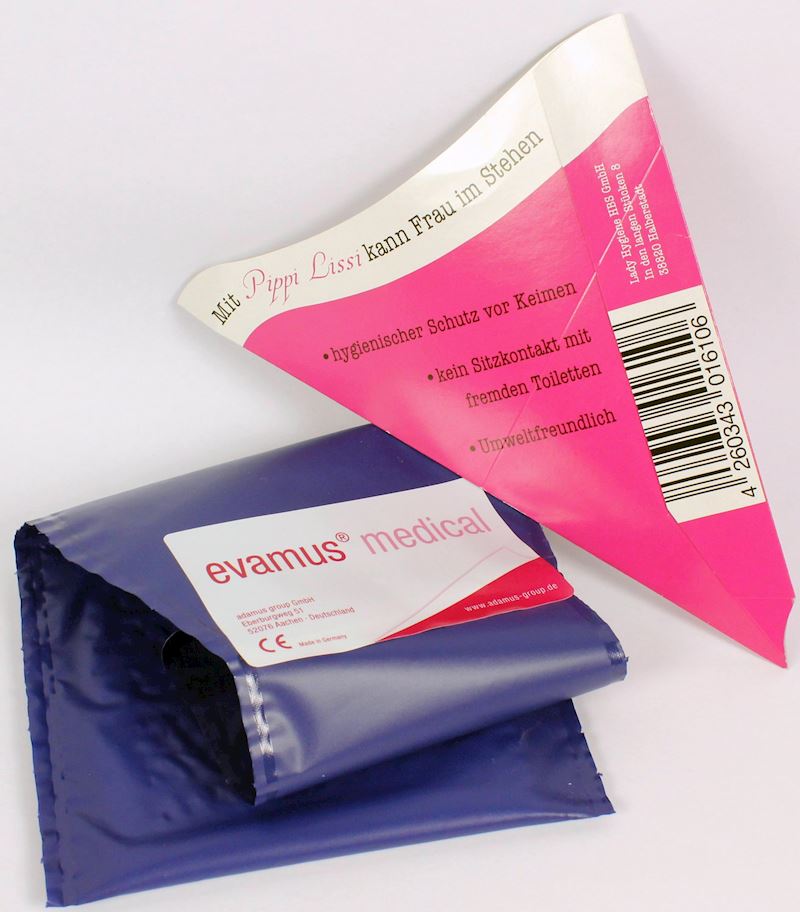 Mit Pippi Lissi kann Frau im Stehen
•hygienischer Schutz vor Keimen
•kein Sitzkontakt mit
fremden Toiletten
•Umweltfreundlich
Lady Hygiene HBS GmbH
In den langen Stücken 8
38820 Halberstadt
4 260343 016106
evamus® medical
adamus group GmbH
Eberburgweg 51
52076 Aachen · Deutschland
CE Made in Germany
www.adamus-group.de